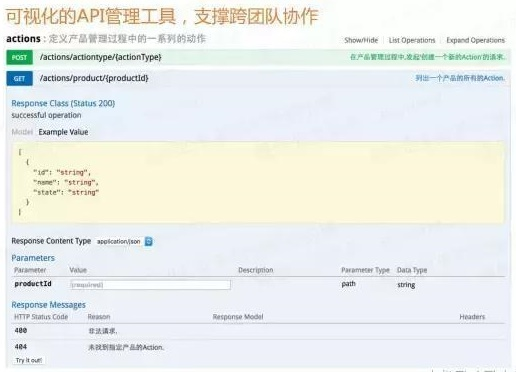 可视化的API管理工具，支撑跨团队协作
actions : 定义产品管理过程中的一系列的动作 Show/Hide List Operations Expand Operations
POST /actions/actiontype/{actionType} 在产品管理过程中,发起'创建一个新的Action'的请求.
GET /actions/product/{productId} 列出一个产品的所有的Action.
Response Class (Status 200)
successful operation
Model Example Value
[
{
"id": "string",
"name": "string",
"state": "string"
}
]
Response Content Type application/json
Parameters
Parameter Value Description Parameter Type Data Type
productId (required) path string
Response Messages
HTTP Status Code Reason Response Model Headers
400 非法请求.
404 未找到指定产品的Action.
Try it out!